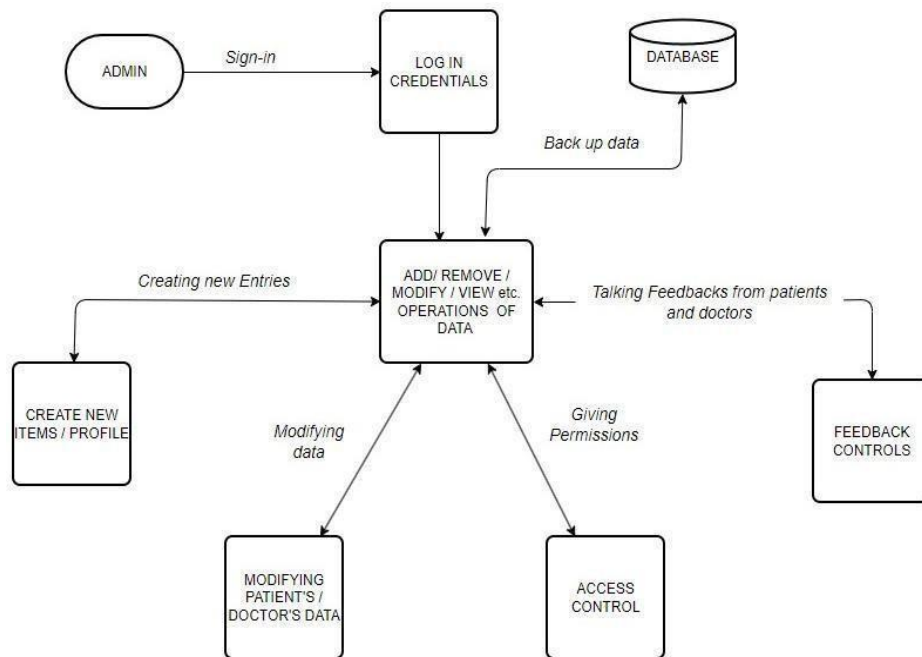 ADMIN
Sign-in
LOG IN
CREDENTIALS
DATABASE
Back up data
Creating new Entries
ADD/ REMOVE /
MODIFY / VIEW etc.
OPERATIONS OF
DATA
Talking Feedbacks from patients
and doctors
CREATE NEW
ITEMS / PROFILE
Modifying
data
Giving
Permissions
FEEDBACK
CONTROLS
MODIFYING
PATIENT'S /
DOCTOR'S DATA
ACCESS
CONTROL